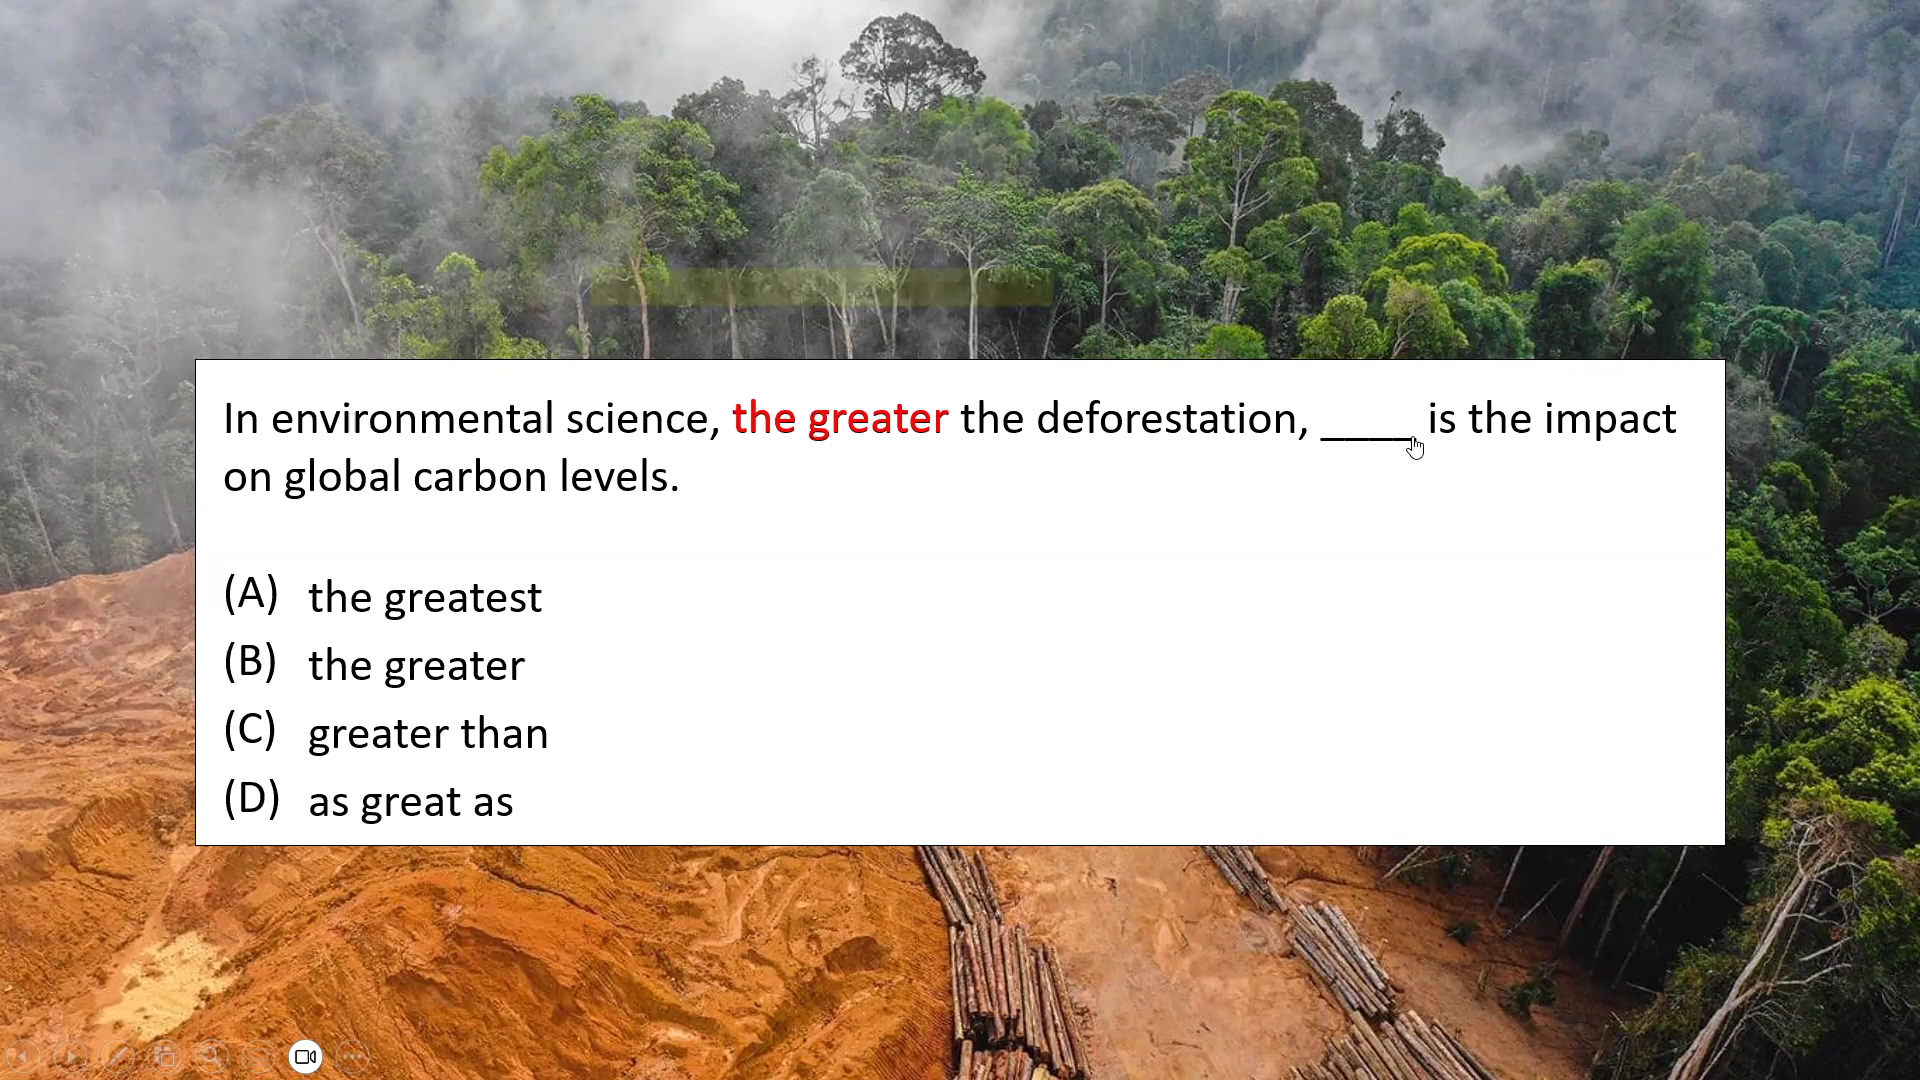 In environmental science, the greater the deforestation, ____ is the impact
on global carbon levels.
(A) the greatest
(B) the greater
(C) greater than
(D) as great as